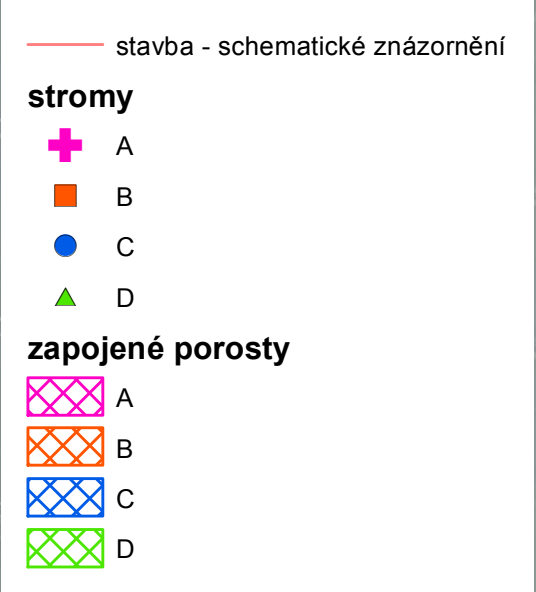 stavba - schematické znázornění
stromy
A
B
C
D
zapojené porosty
A
B
C
D